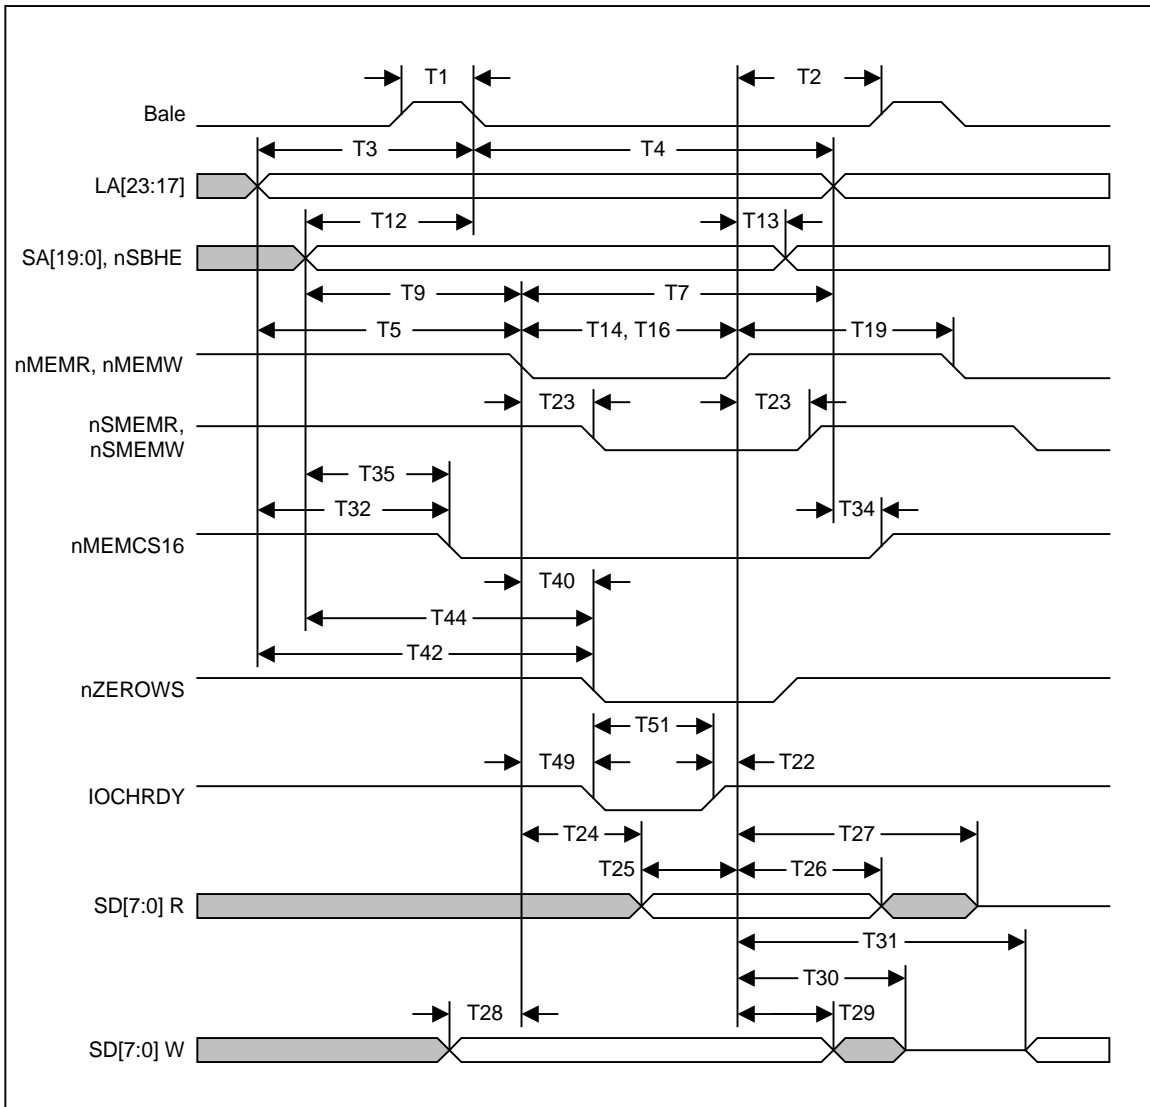 T1
T2
Bale
T3
T4
LA[23:17]
T12
T13
SA[19:0], nSBHE
T9
T7
T5
T14, T16
T19
nMEMR, nMEMW
T23
T23
nSMEMR,
nSMEMW
T35
T32
T34
nMEMCS16
T40
T44
T42
nZEROWS
T51
T49
T22
IOCHRDY
T24
T27
T25
T26
SD[7:0] R
T31
T30
T28
T29
SD[7:0] W